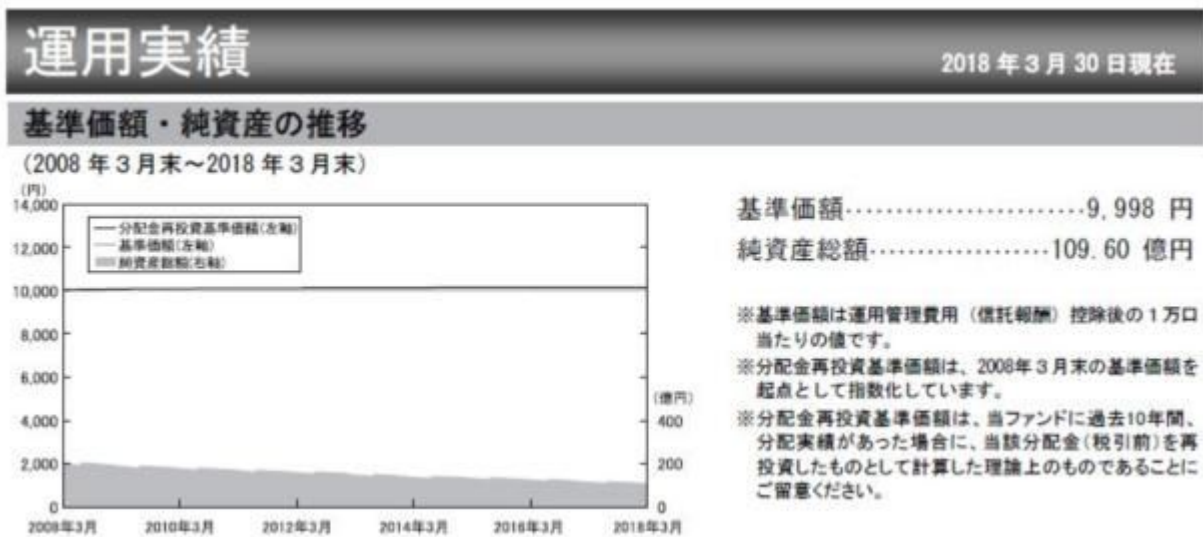 運用実績
2018年3月30日現在
基準価額・純資産の推移
(2008年3月末~2018年3月末)
(円)
14,000
12,000
10,000
8,000
6,000
4,000
2,000
0
分配金再投資基準価額(左軸)
基準価額(左軸)
純資産総額(右軸)
(億円)
400
200
0
2008年3月
2010年3月
2012年3月
2014年3月
2016年3月
2018年3月
基準価額························9,998 円
純資産総額··················109.60 億円
※基準価額は運用管理費用(信託報酬)控除後の1万口
当たりの値です。
※分配金再投資基準価額は、2008年3月末の基準価額を
起点として指数化しています。
※分配金再投資基準価額は、当ファンドに過去10年間、
分配実績があった場合に、当該分配金(税引前)を再
投資したものとして計算した理論上のものであることに
ご留意ください。